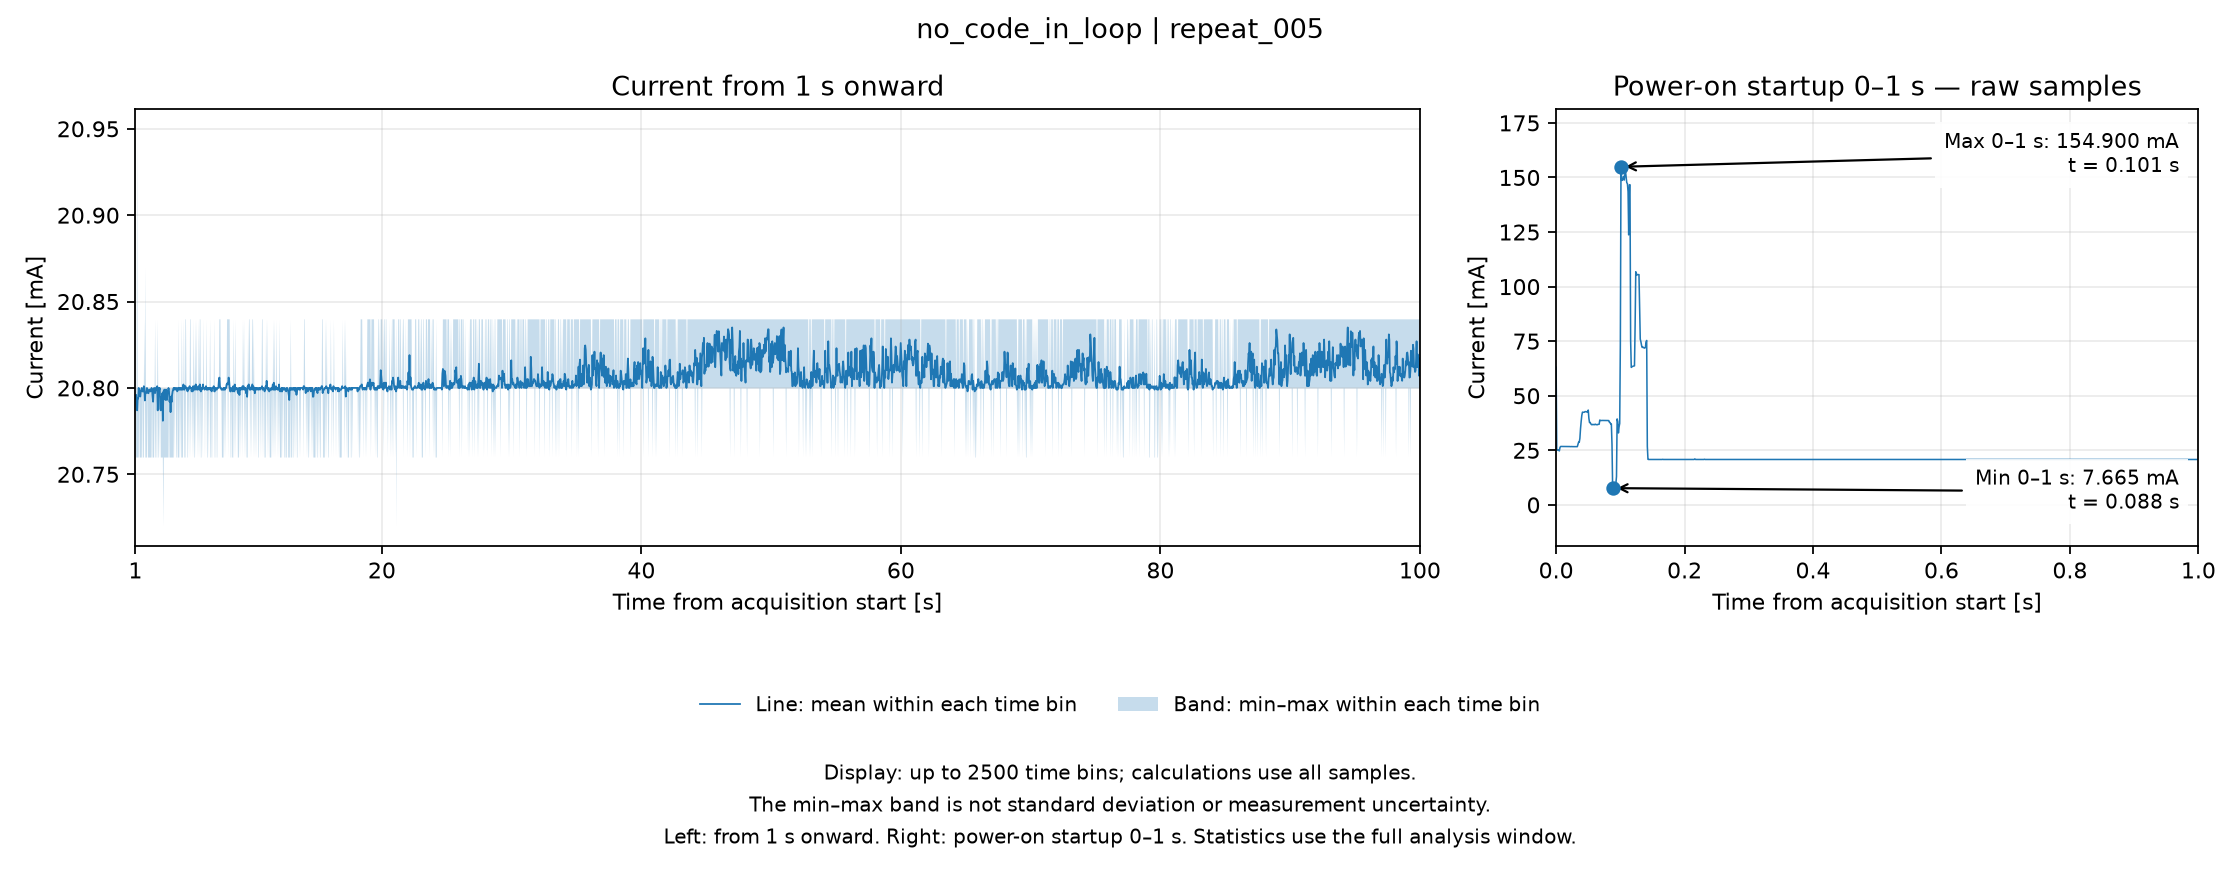 no_code_in_loop | repeat_005
Current from 1 s onward
20.95
20.90
20.85
20.80
20.75
Current [mA]
1
20
40
60
80
100
Time from acquisition start [s]
Power-on startup 0–1 s — raw samples
175
150
125
100
75
50
25
0
Current [mA]
Max 0–1 s: 154.900 mA
t = 0.101 s
Min 0–1 s: 7.665 mA
t = 0.088 s
0.0
0.2
0.4
0.6
0.8
1.0
Time from acquisition start [s]
Line: mean within each time bin
Band: min–max within each time bin
Display: up to 2500 time bins; calculations use all samples.
The min–max band is not standard deviation or measurement uncertainty.
Left: from 1 s onward. Right: power-on startup 0–1 s. Statistics use the full analysis window.